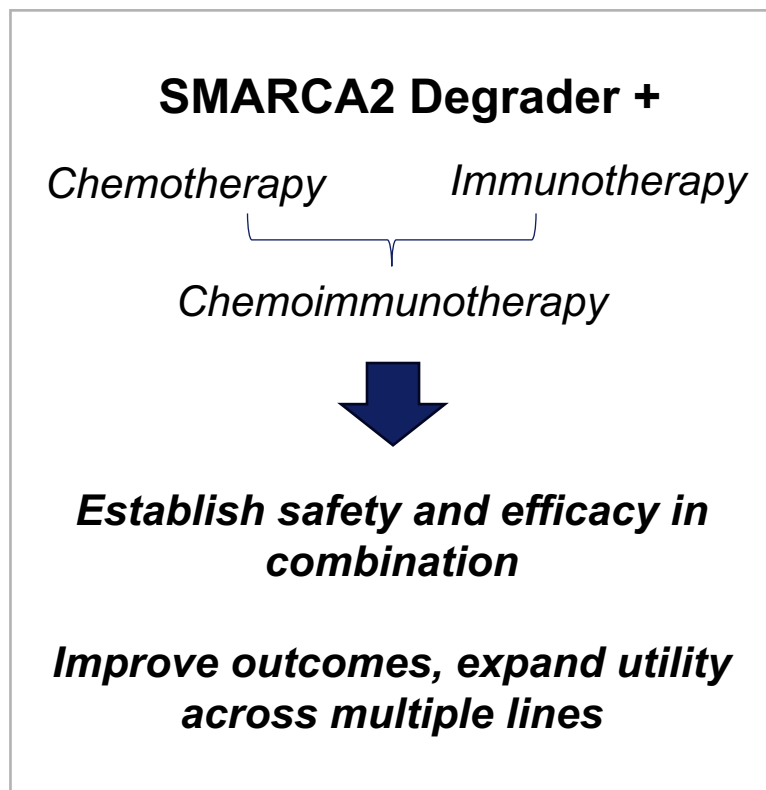 SMARCA2 Degrader +
Chemotherapy Immunotherapy
Chemoimmunotherapy
Establish safety and efficacy in
combination
Improve outcomes, expand utility
across multiple lines